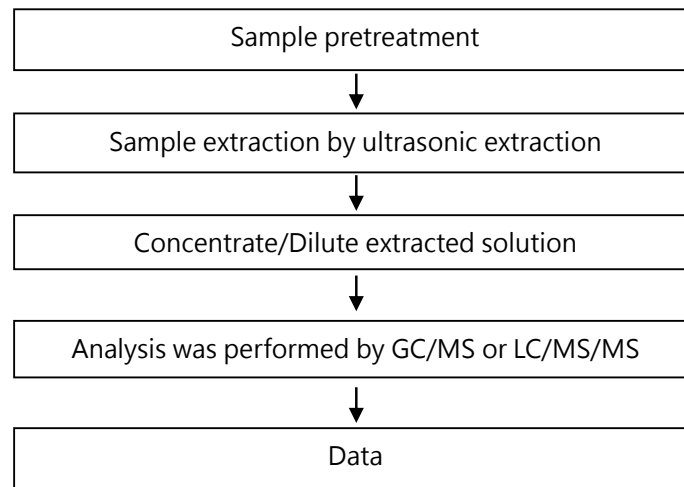 Sample pretreatment
Sample extraction by ultrasonic extraction
Concentrate/Dilute extracted solution
Analysis was performed by GC/MS or LC/MS/MS
Data